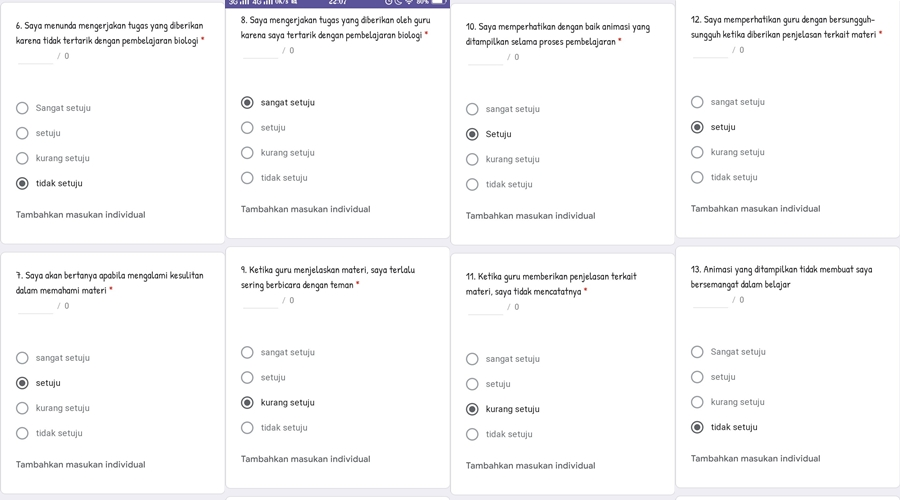 6. Saya menunda mengerjakan tugas yang diberikan
karena tidak tertarik dengan pembelajaran biologi *
/ 0
Sangat setuju
setuju
kurang setuju
tidak setuju
Tambahkan masukan individual
7. Saya akan bertanya apabila mengalami kesulitan
dalam memahami materi *
/ 0
sangat setuju
setuju
kurang setuju
tidak setuju
Tambahkan masukan individual
22:07
80%
8. Saya mengerjakan tugas yang diberikan oleh guru
karena saya tertarik dengan pembelajaran biologi *
/ 0
sangat setuju
setuju
kurang setuju
tidak setuju
Tambahkan masukan individual
9. Ketika guru menjelaskan materi, saya terlalu
sering berbicara dengan teman *
/ 0
sangat setuju
setuju
kurang setuju
tidak setuju
Tambahkan masukan individual
10. Saya memperhatikan dengan baik animasi yang
ditampilkan selama proses pembelajaran *
/ 0
sangat setuju
Setuju
kurang setuju
tidak setuju
Tambahkan masukan individual
11. Ketika guru memberikan penjelasan terkait
materi, saya tidak mencatatnya *
/ 0
sangat setuju
setuju
kurang setuju
tidak setuju
Tambahkan masukan individual
12. Saya memperhatikan guru dengan bersungguh-
sungguh ketika diberikan penjelasan terkait materi *
/ 0
sangat setuju
setuju
kurang setuju
tidak setuju
Tambahkan masukan individual
13. Animasi yang ditampilkan tidak membuat saya
bersemangat dalam belajar
/ 0
Sangat setuju
setuju
kurang setuju
tidak setuju
Tambahkan masukan individual